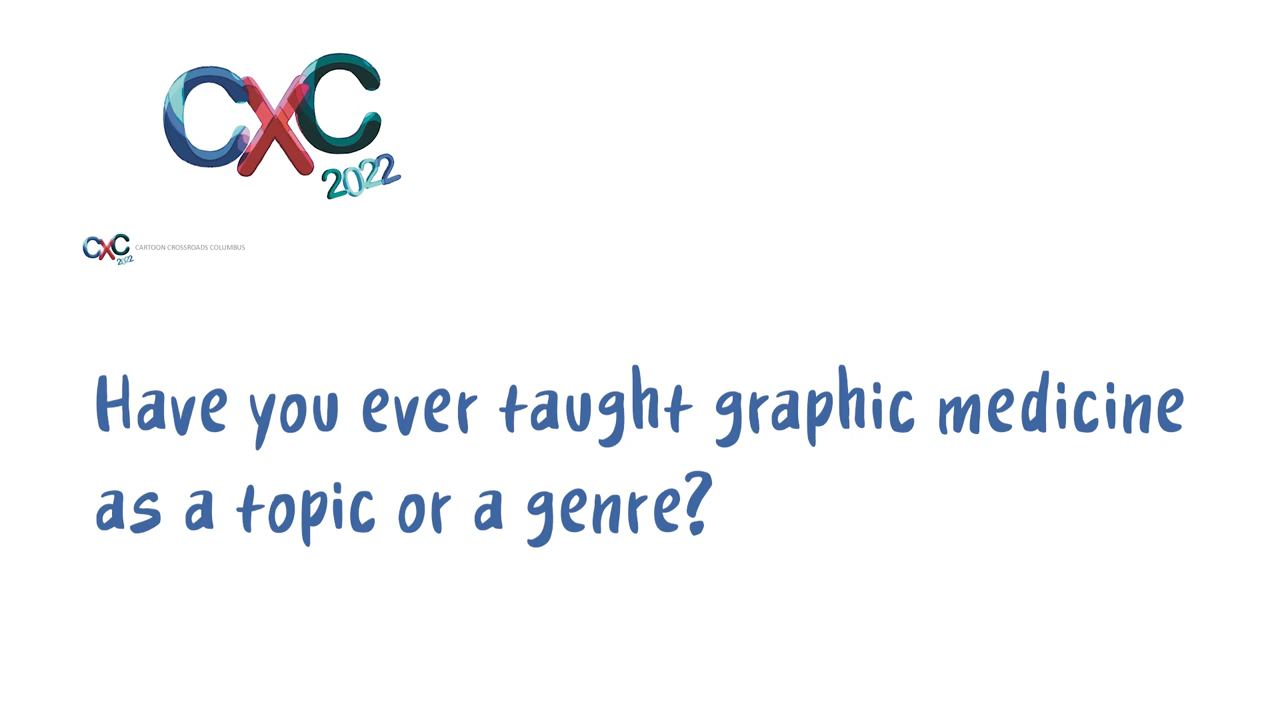 CXC
2022
CXC
2022
CARTOON CROSSROADS COLUMBUS
Have you ever taught graphic medicine
as a topic or a genre?